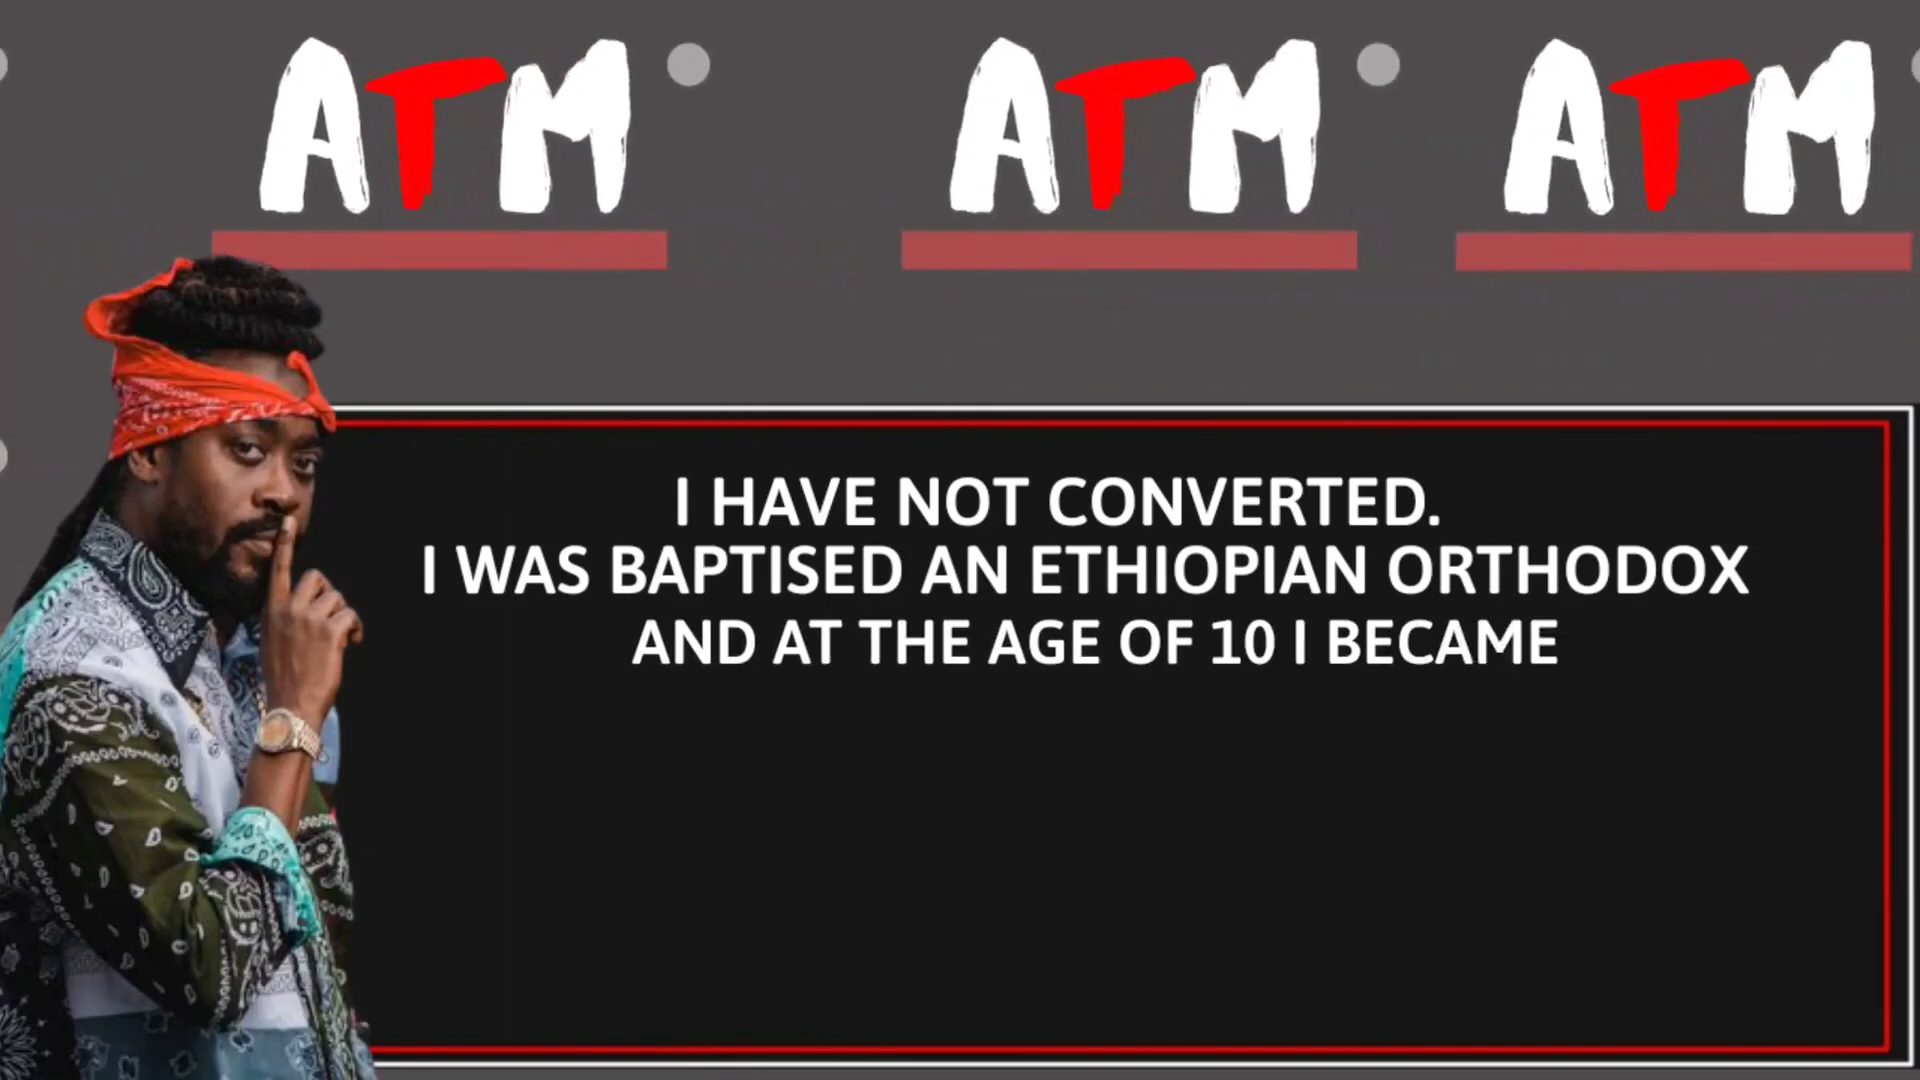 ATM ATM ATM
I HAVE NOT CONVERTED.
I WAS BAPTISED AN ETHIOPIAN ORTHODOX
AND AT THE AGE OF 10 I BECAME